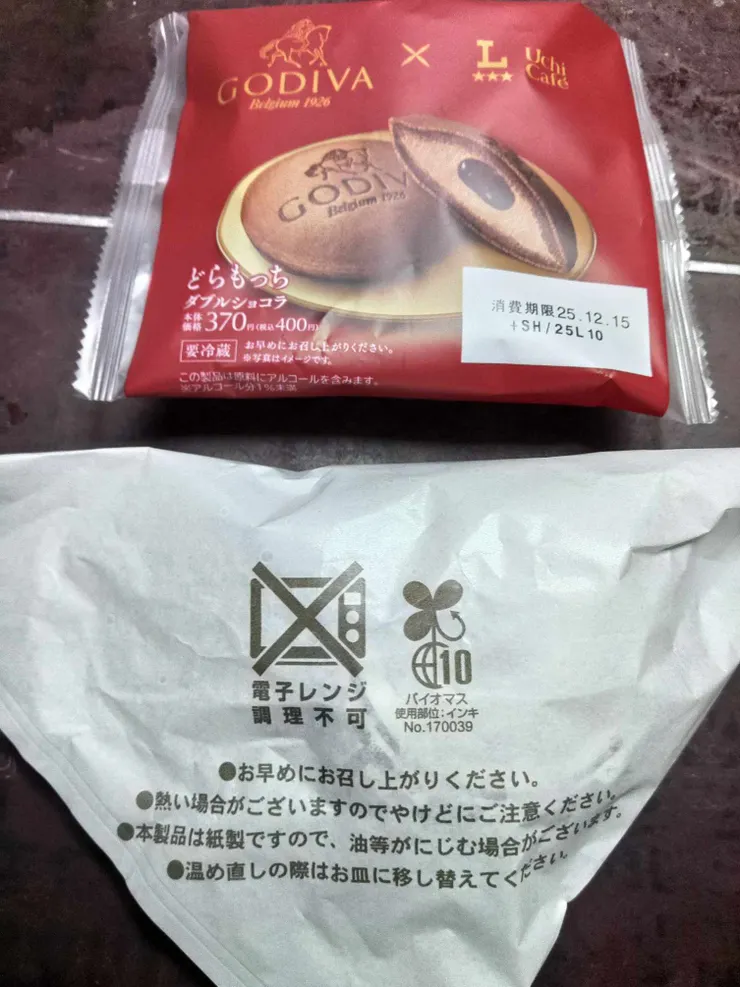 GODIVA
Belgium 1926
×
L
★★★
Uchi
Café
GODIV
Belgium 1926
どらもっち
ダブルショコラ
本体
価格 370円(税込400円)
要冷蔵
お早めにお召し上がりください。
※写真はイメージです。
この製品は原料にアルコールを含みます。
※アルコール分1%未満
消費期限25.12.15
+SH/25L10
電子レンジ
調理不可
10
バイオマス
使用部位:インキ
No.170039
●お早めにお召し上がりください。
●熱い場合がございますのでやけどにご注意ください。
●本製品は紙製ですので、油等がにじむ場合がございます。
●温め直しの際はお皿に移し替えてください。